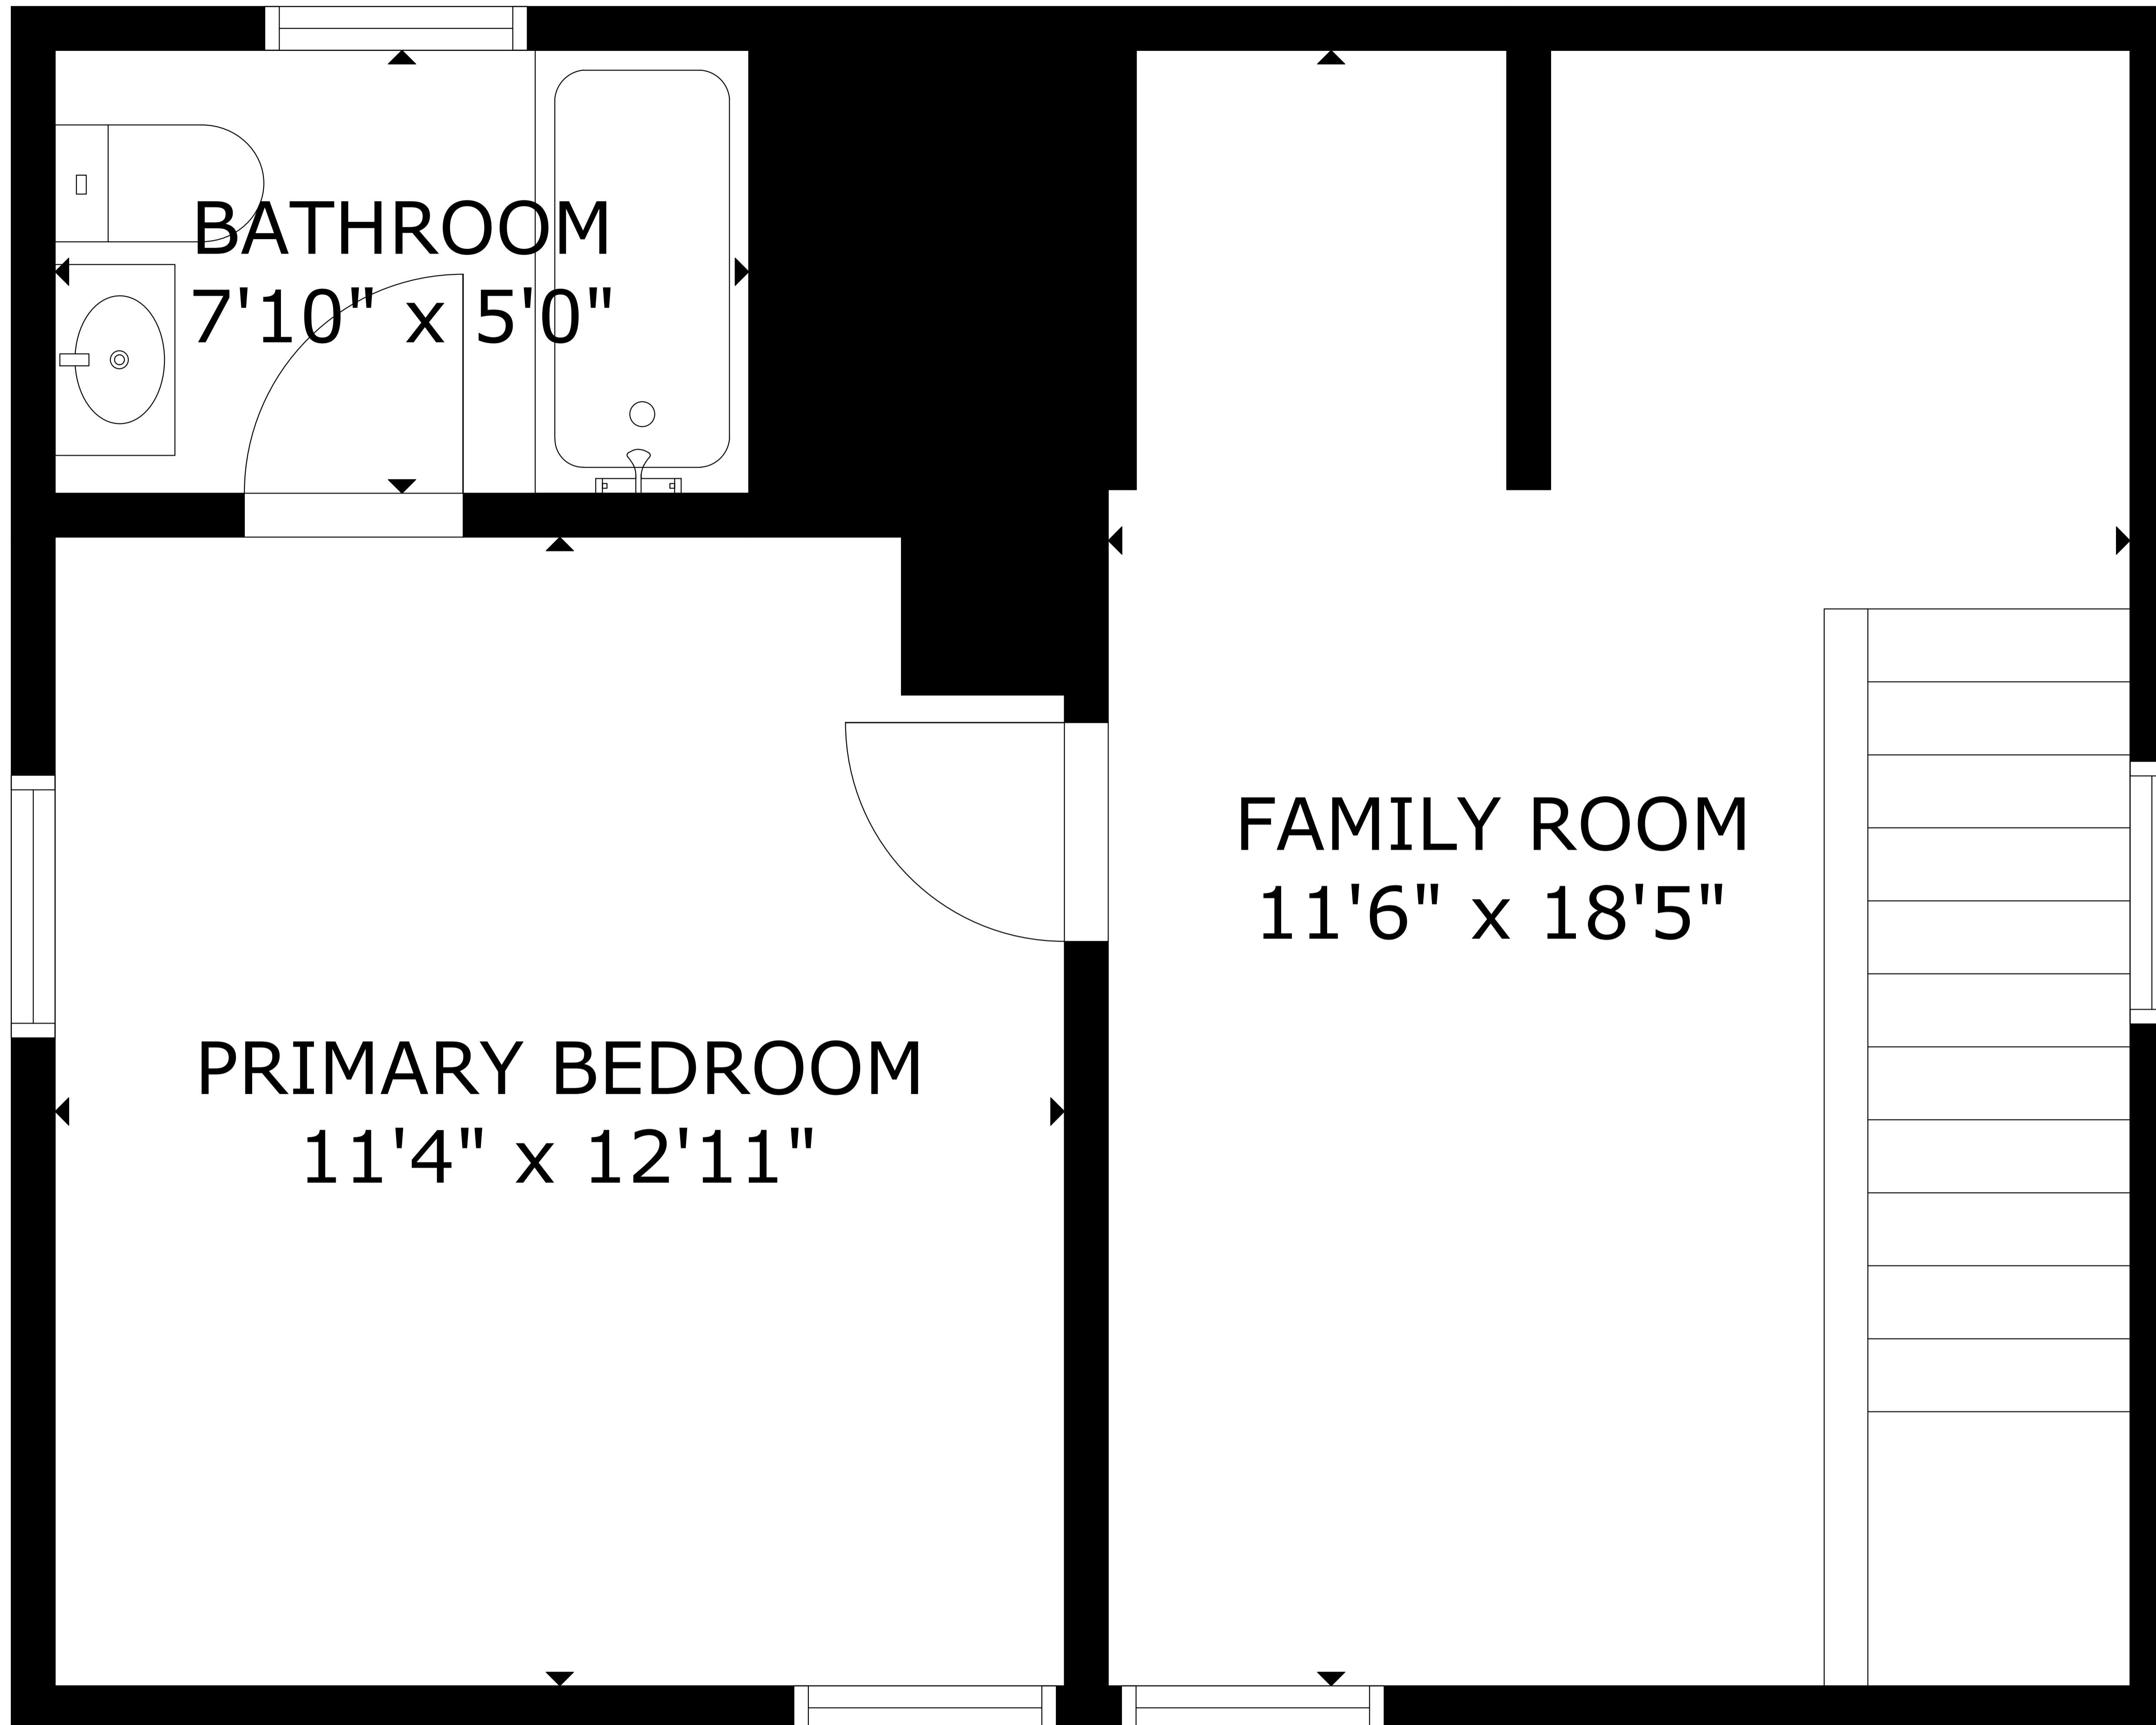 BATHROOM
7'10" x 5'0"
FAMILY ROOM
11'6" x 18'5"
PRIMARY BEDROOM
11'4" x 12'11"